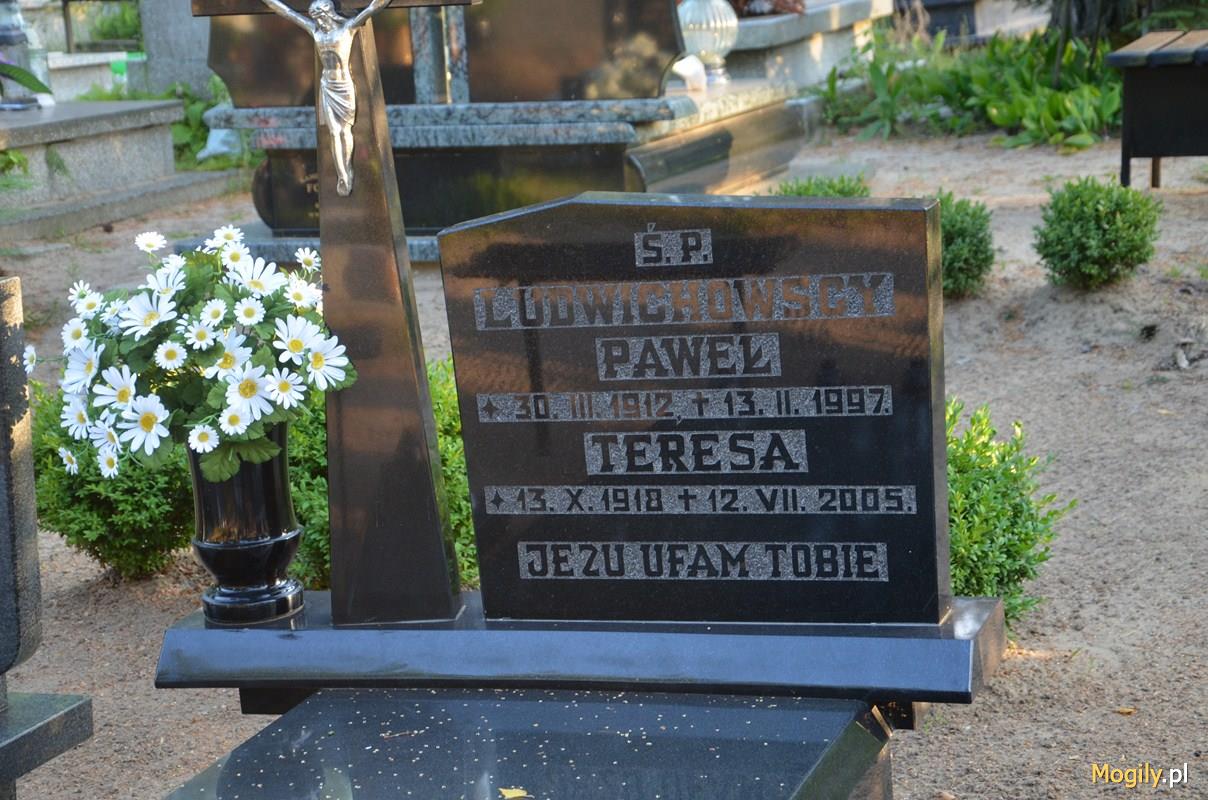 Ś. P.
LUDWICHOWSCY
PAWEŁ
+ 30. III. 1912. † 13. II. 1997.
TERESA
+ 13. X. 1918 † 12. VII. 2005.
JEZU UFAM TOBIE
Mogily.pl